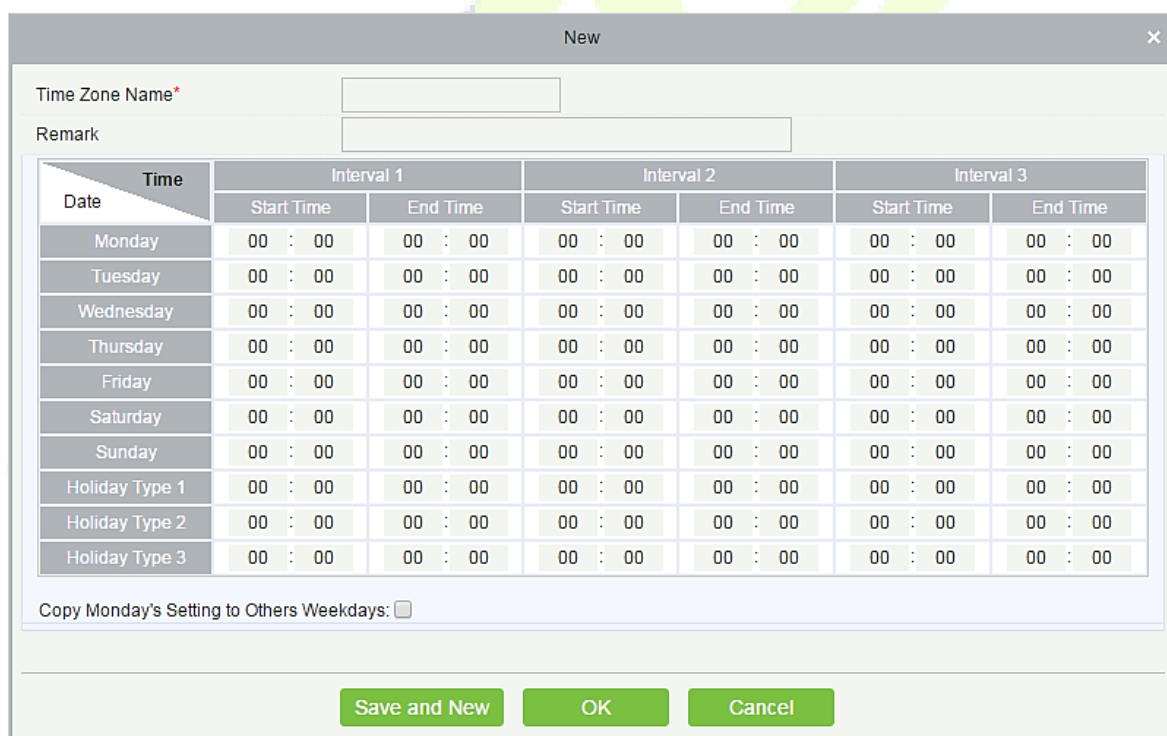 New ×
Time Zone Name*
Remark
Time Interval 1 Interval 2 Interval 3
Date Start Time End Time Start Time End Time Start Time End Time
Monday 00 : 00 00 : 00 00 : 00 00 : 00 00 : 00 00 : 00
Tuesday 00 : 00 00 : 00 00 : 00 00 : 00 00 : 00 00 : 00
Wednesday 00 : 00 00 : 00 00 : 00 00 : 00 00 : 00 00 : 00
Thursday 00 : 00 00 : 00 00 : 00 00 : 00 00 : 00 00 : 00
Friday 00 : 00 00 : 00 00 : 00 00 : 00 00 : 00 00 : 00
Saturday 00 : 00 00 : 00 00 : 00 00 : 00 00 : 00 00 : 00
Sunday 00 : 00 00 : 00 00 : 00 00 : 00 00 : 00 00 : 00
Holiday Type 1 00 : 00 00 : 00 00 : 00 00 : 00 00 : 00 00 : 00
Holiday Type 2 00 : 00 00 : 00 00 : 00 00 : 00 00 : 00 00 : 00
Holiday Type 3 00 : 00 00 : 00 00 : 00 00 : 00 00 : 00 00 : 00
Copy Monday's Setting to Others Weekdays:
Save and New OK Cancel